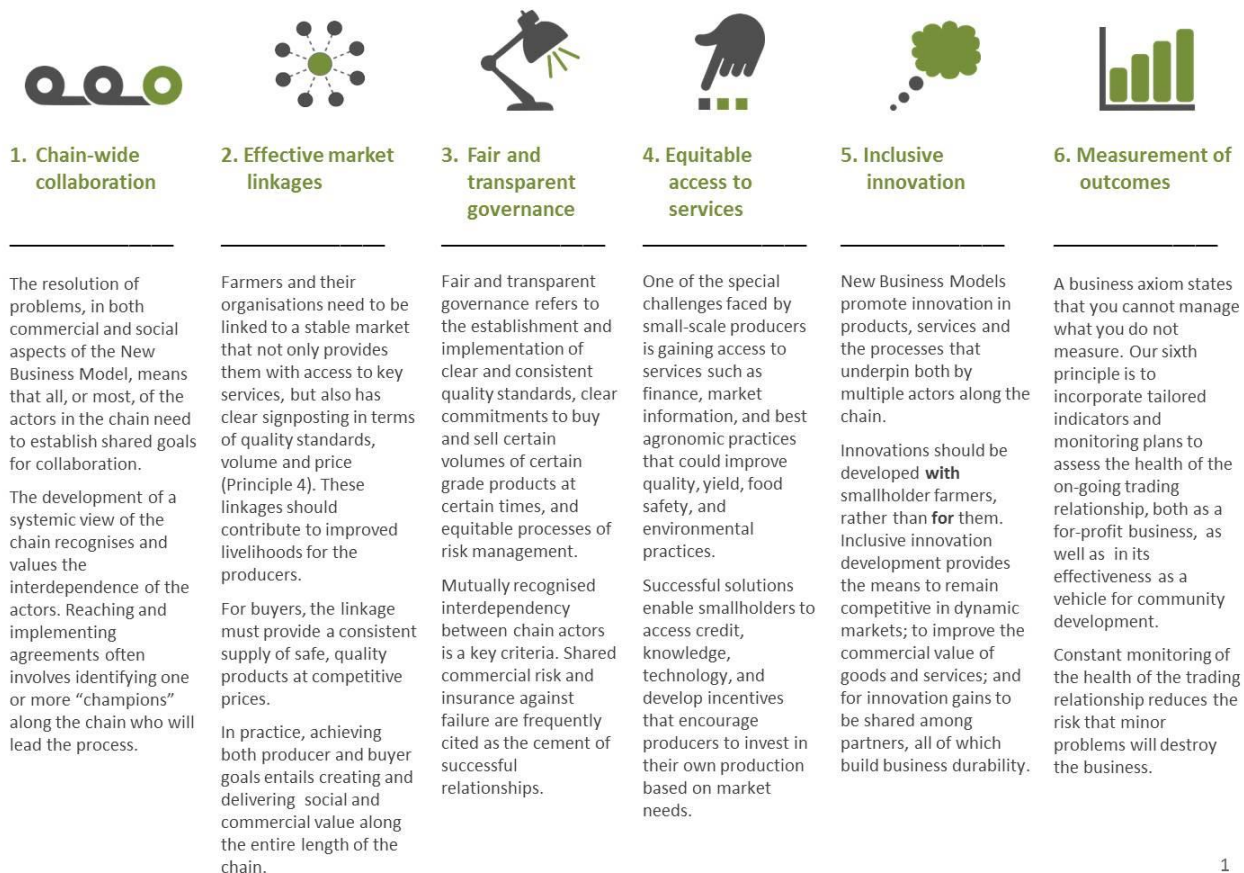 1. Chain-wide
collaboration
The resolution of
problems, in both
commercial and social
aspects of the New
Business Model, means
that all, or most, of the
actors in the chain need
to establish shared goals
for collaboration.
The development of a
systemic view of the
chain recognises and
values the
interdependence of the
actors. Reaching and
implementing
agreements often
involves identifying one
or more “champions”
along the chain who will
lead the process.
2. Effective market
linkages
Farmers and their
organisations need to be
linked to a stable market
that not only provides
them with access to key
services, but also has
clear signposting in terms
of quality standards,
volume and price
(Principle 4). These
linkages should
contribute to improved
livelihoods for the
producers.
For buyers, the linkage
must provide a consistent
supply of safe, quality
products at competitive
prices.
In practice, achieving
both producer and buyer
goals entails creating and
delivering social and
commercial value along
the entire length of the
chain.
3. Fair and
transparent
governance
Fair and transparent
governance refers to
the establishment and
implementation of
clear and consistent
quality standards, clear
commitments to buy
and sell certain
volumes of certain
grade products at
certain times, and
equitable processes of
risk management.
Mutually recognised
interdependency
between chain actors
is a key criteria. Shared
commercial risk and
insurance against
failure are frequently
cited as the cement of
successful
relationships.
4. Equitable
access to
services
One of the special
challenges faced by
small-scale producers
is gaining access to
services such as
finance, market
information, and best
agronomic practices
that could improve
quality, yield, food
safety, and
environmental
practices.
Successful solutions
enable smallholders to
access credit,
knowledge,
technology, and
develop incentives
that encourage
producers to invest in
their own production
based on market
needs.
5. Inclusive
innovation
New Business Models
promote innovation in
products, services and
the processes that
underpin both by
multiple actors along the
chain.
Innovations should be
developed with
smallholder farmers,
rather than for them.
Inclusive innovation
development provides
the means to remain
competitive in dynamic
markets; to improve the
commercial value of
goods and services; and
for innovation gains to
be shared among
partners, all of which
build business durability.
6. Measurement of
outcomes
A business axiom states
that you cannot manage
what you do not
measure. Our sixth
principle is to
incorporate tailored
indicators and
monitoring plans to
assess the health of the
on-going trading
relationship, both as a
for-profit business, as
well as in its
effectiveness as a
vehicle for community
development.
Constant monitoring of
the health of the trading
relationship reduces the
risk that minor
problems will destroy
the business.
1